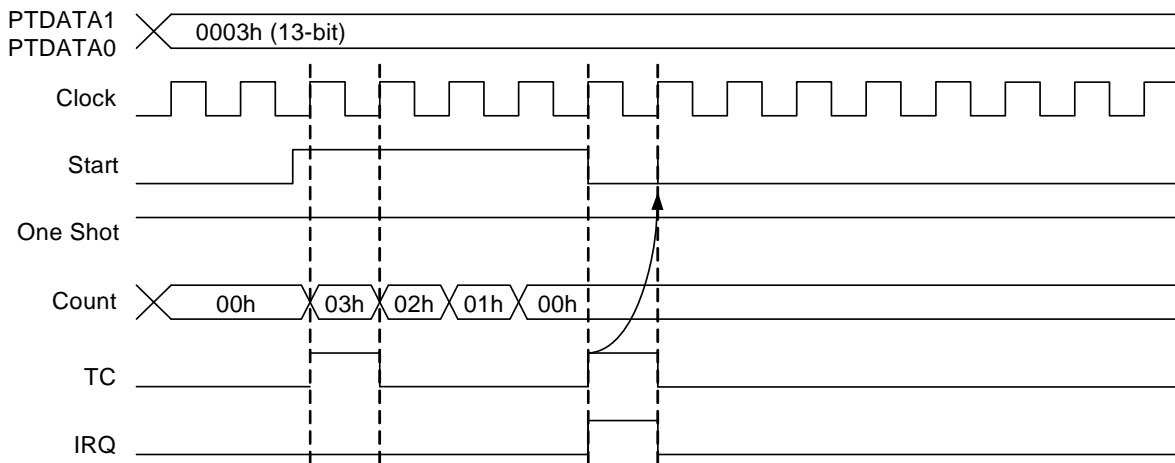 PTDATA1
PTDATA0
0003h (13-bit)
Clock
Start
One Shot
Count
00h
03h
02h
01h
00h
TC
IRQ